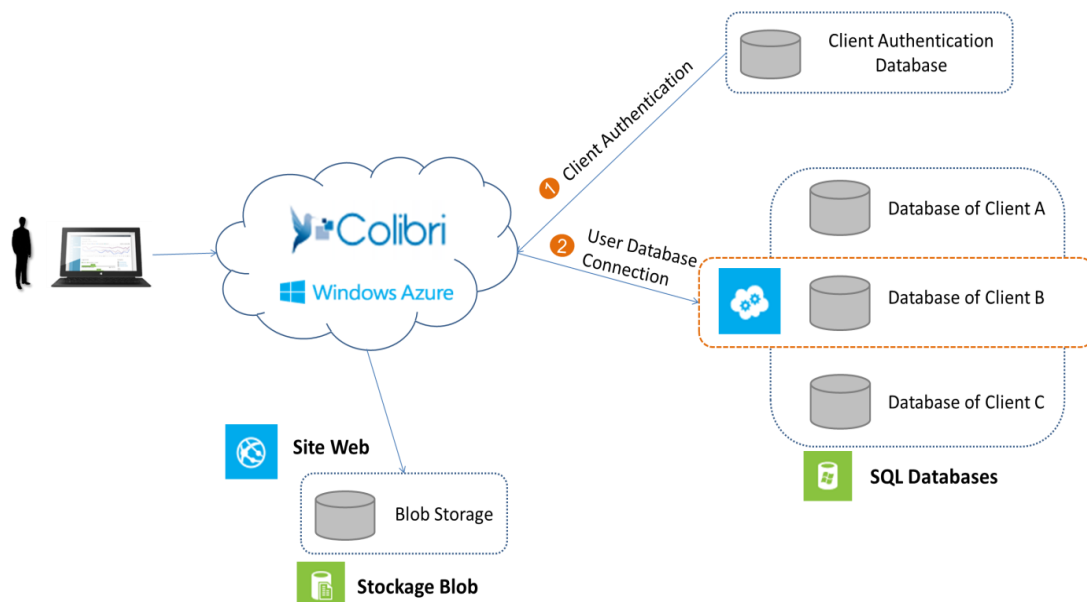 Client Authentication
Database
1 Client Authentication
Colibri
Windows Azure
2 User Database
Connection
Database of Client A
Database of Client B
Database of Client C
SQL Databases
Site Web
Blob Storage
Stockage Blob